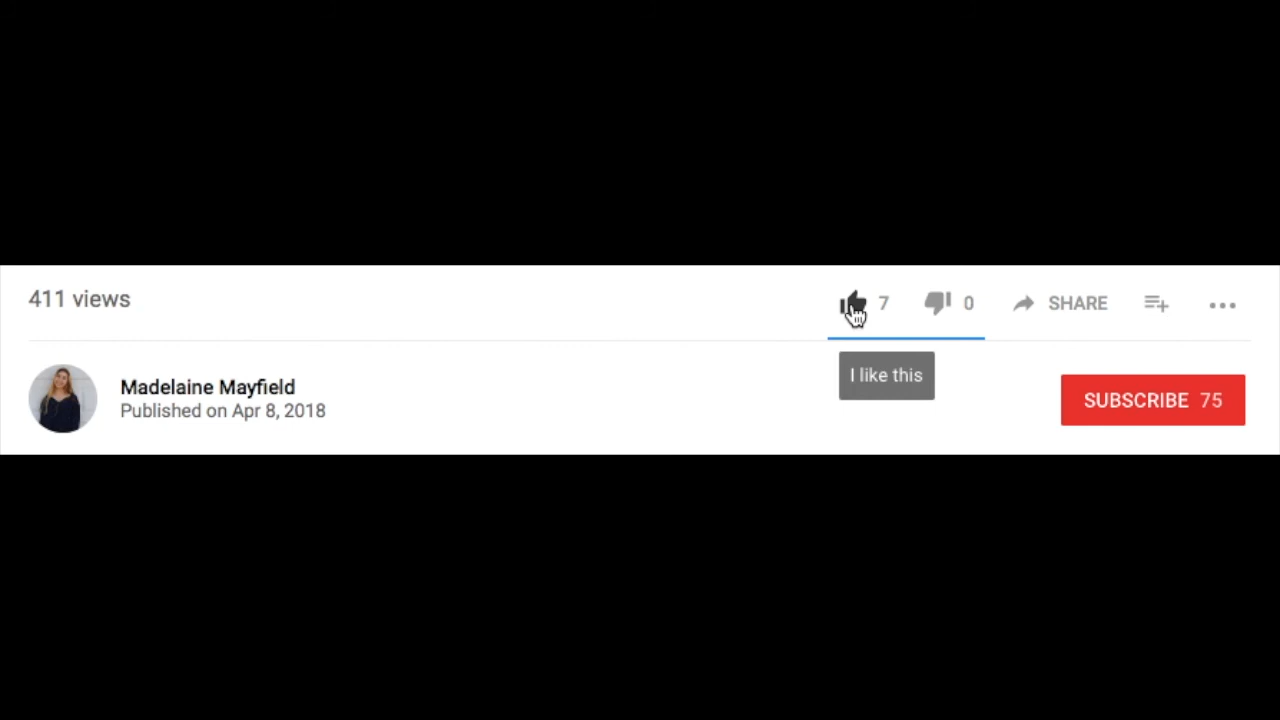 411 views
7
0
SHARE
I like this
Madelaine Mayfield
Published on Apr 8, 2018
SUBSCRIBE 75